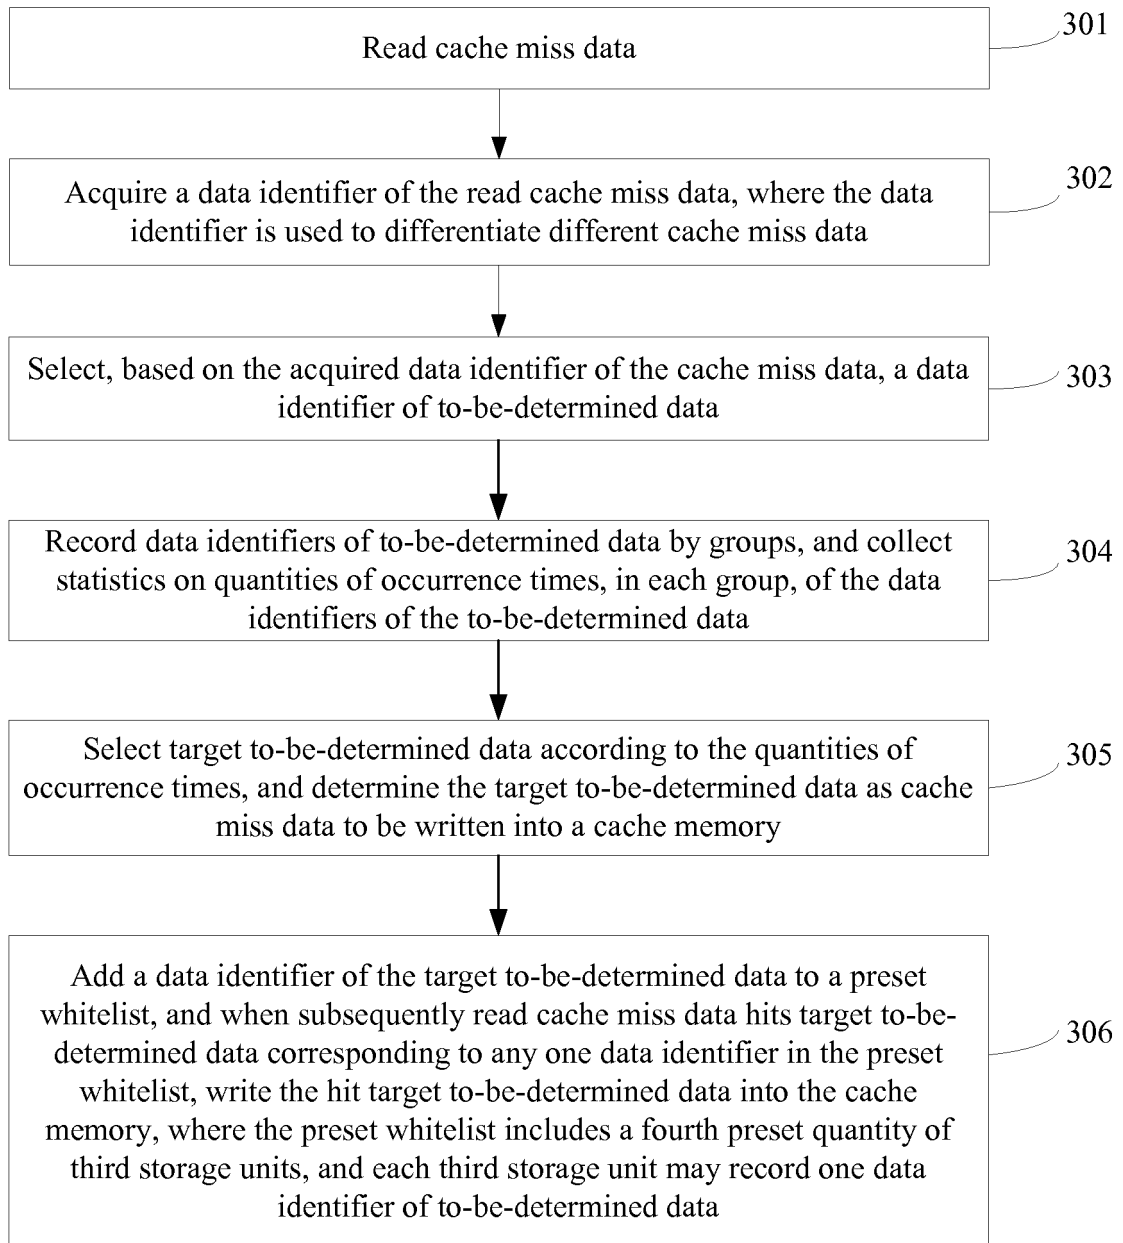 Read cache miss data
301
Acquire a data identifier of the read cache miss data, where the data
identifier is used to differentiate different cache miss data
302
Select, based on the acquired data identifier of the cache miss data, a data
identifier of to-be-determined data
303
Record data identifiers of to-be-determined data by groups, and collect
statistics on quantities of occurrence times, in each group, of the data
identifiers of the to-be-determined data
304
Select target to-be-determined data according to the quantities of
occurrence times, and determine the target to-be-determined data as cache
miss data to be written into a cache memory
305
Add a data identifier of the target to-be-determined data to a preset
whitelist, and when subsequently read cache miss data hits target to-be-
determined data corresponding to any one data identifier in the preset
whitelist, write the hit target to-be-determined data into the cache
memory, where the preset whitelist includes a fourth preset quantity of
third storage units, and each third storage unit may record one data
identifier of to-be-determined data
306